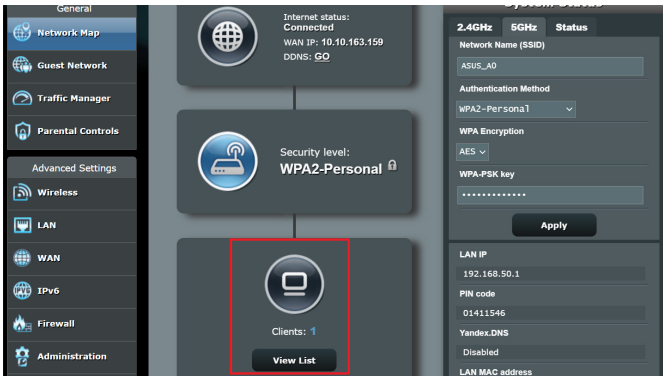 General
Network Map
Guest Network
Traffic Manager
Parental Controls
Advanced Settings
Wireless
LAN
WAN
IPv6
Firewall
Administration
Internet status:
Connected
WAN IP: 10.10.163.159
DDNS: GO
Security level:
WPA2-Personal
Clients: 1
View List
System Status
2.4GHz 5GHz Status
Network Name (SSID)
ASUS_A0
Authentication Method
WPA2-Personal
WPA Encryption
AES
WPA-PSK key
•••••••••••••
Apply
LAN IP
192.168.50.1
PIN code
01411546
Yandex.DNS
Disabled
LAN MAC address